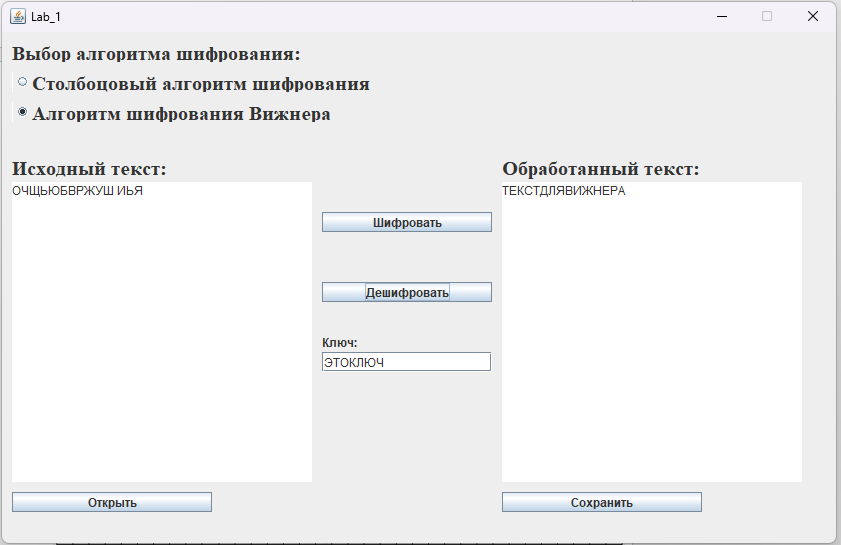 Lab_1
Выбор алгоритма шифрования:
Столбоцовый алгоритм шифрования
Алгоритм шифрования Вижнера
Исходный текст:
Обработанный текст:
ОЧЩЬЮБВРЖУШ ИЬЯ
ТЕКСТДЛЯВИЖНЕРА
Шифровать
Дешифровать
Ключ:
ЭТОКЛЮЧ
Открыть
Сохранить